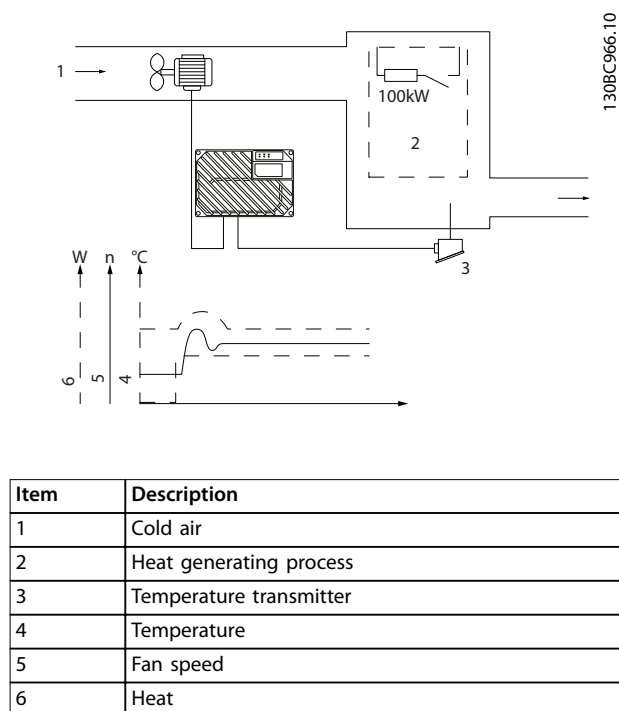 130BC966.10
1
100kW
2
3
W n °C
6 5 4
Item Description
1 Cold air
2 Heat generating process
3 Temperature transmitter
4 Temperature
5 Fan speed
6 Heat